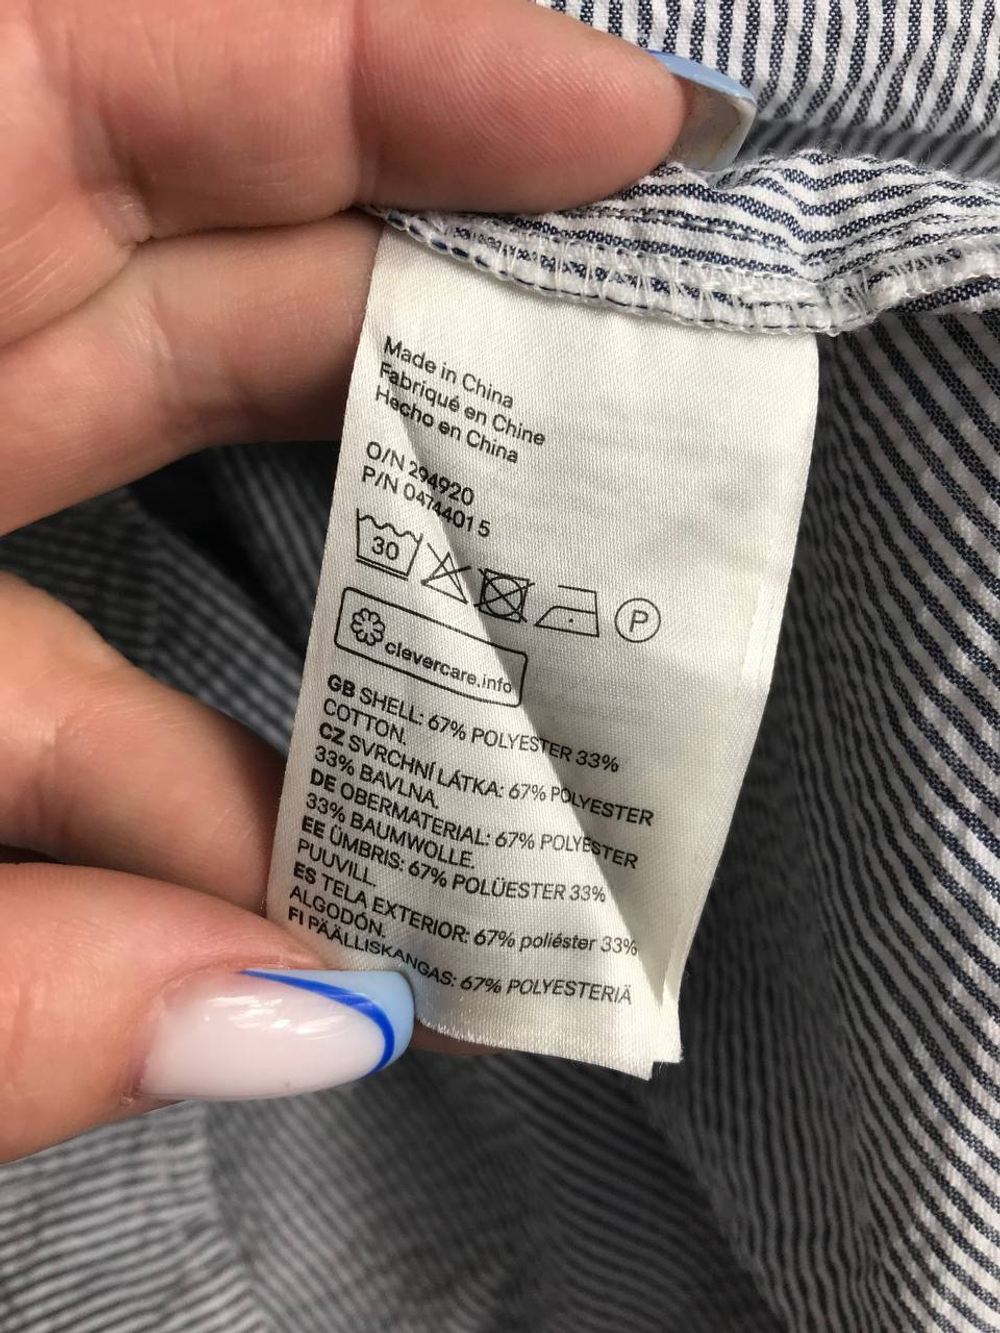 Made in China
Fabriqué en Chine
Hecho en China
O/N 294920
P/N 0474401 5
30
P
clevercare.info
GB SHELL: 67% POLYESTER 33%
COTTON.
CZ SVRCHNÍ LÁTKA: 67% POLYESTER
33% BAVLNA.
DE OBERMATERIAL: 67% POLYESTER
33% BAUMWOLLE.
EE ÜMBRIS: 67% POLÜESTER 33%
PUUVILL.
ES TELA EXTERIOR: 67% poliéster 33%
ALGODÓN.
FI PÄÄLLISKANGAS: 67% POLYESTERIÄ